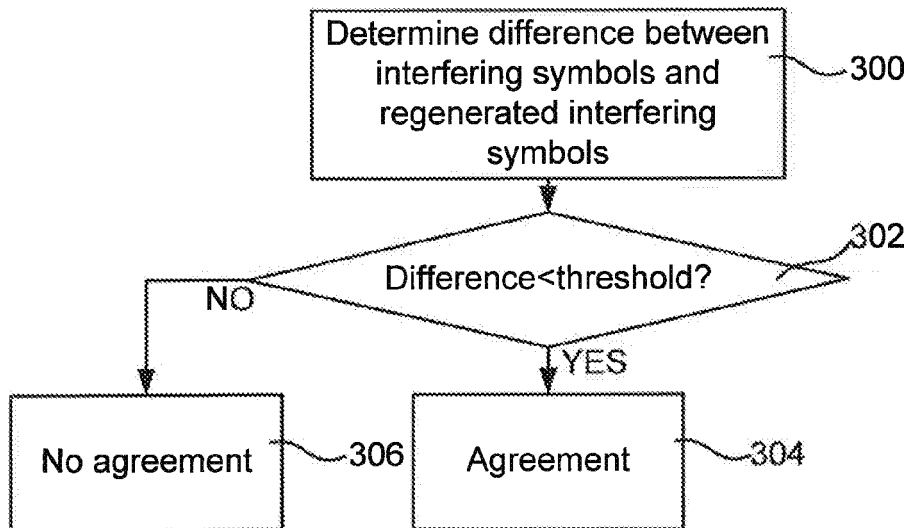 Determine difference between
interfering symbols and
regenerated interfering
symbols
300
302
Difference<threshold?
NO
YES
No agreement
306
Agreement
304